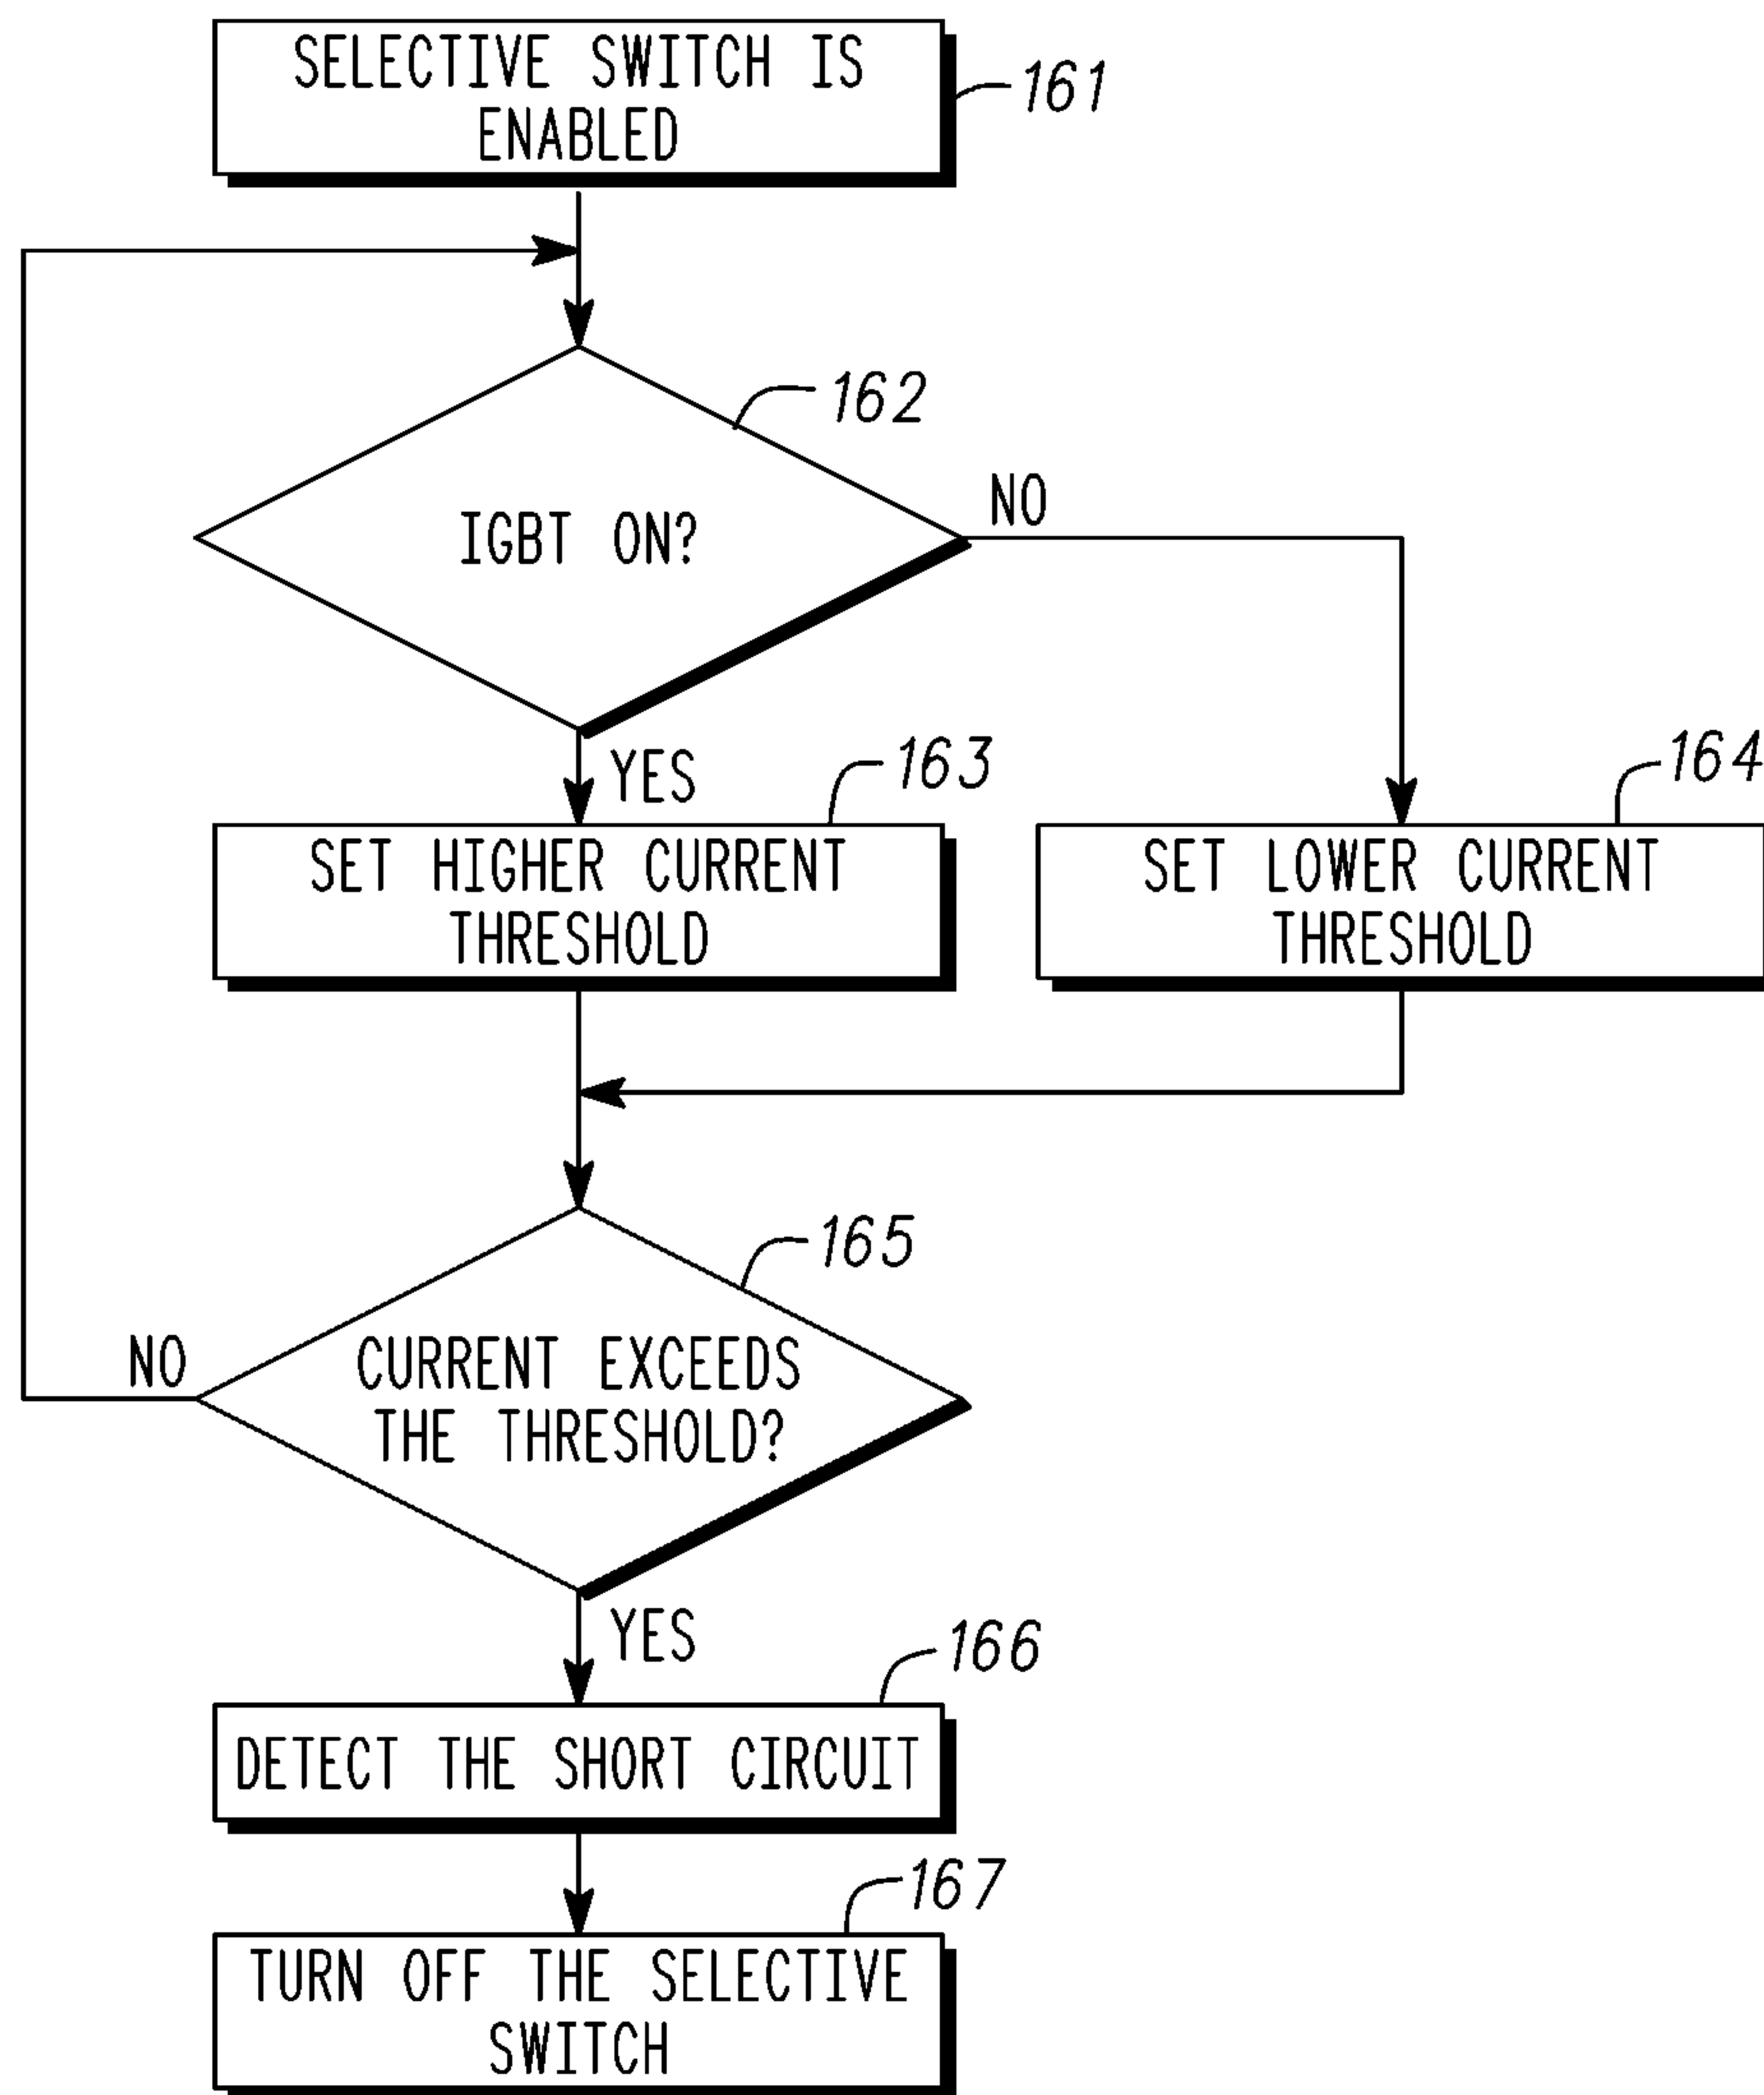 SELECTIVE SWITCH IS
ENABLED
161
162
IGBT ON?
NO
YES
163
164
SET HIGHER CURRENT
THRESHOLD
SET LOWER CURRENT
THRESHOLD
165
NO
CURRENT EXCEEDS
THE THRESHOLD?
YES
166
DETECT THE SHORT CIRCUIT
167
TURN OFF THE SELECTIVE
SWITCH